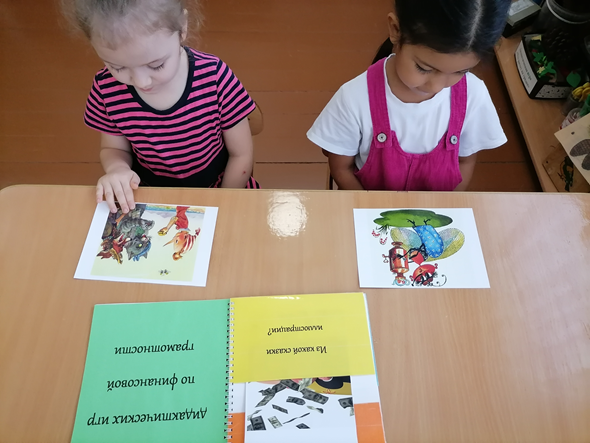 дидактических игр
по финансовой
грамотности
Из какой сказки
иллюстрации?